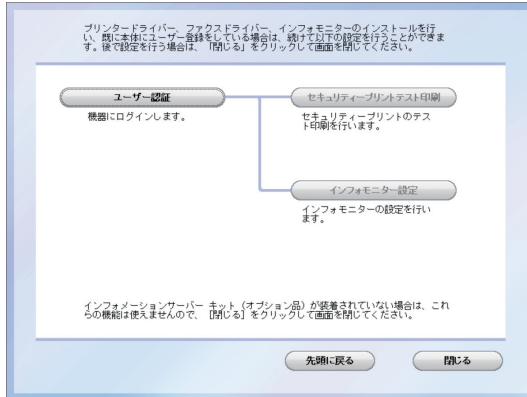 プリンタードライバー、ファクスドライバー、インフォモニターのインストールを行
い、既に本体にユーザー登録をしている場合は、続けて以下の設定を行うことができま
す。後で設定を行う場合は、「閉じる」をクリックして画面を閉じてください。
ユーザー認証
機器にログインします。
セキュリティープリントテスト印刷
セキュリティープリントのテス
ト印刷を行います。
インフォモニター設定
インフォモニターの設定を行い
ます。
インフォメーションサーバー キット（オプション品）が装着されていない場合は、これ
らの機能は使えませんので、［閉じる］をクリックして画面を閉じてください。
先頭に戻る
閉じる